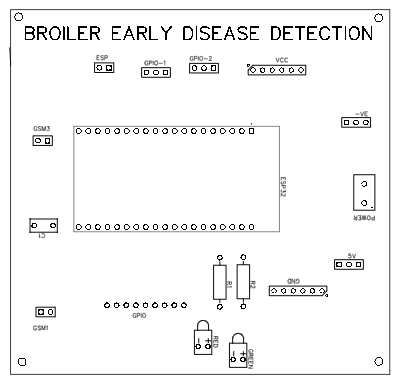 BROILER EARLY DISEASE DETECTION
ESP
GPIO-1
GPIO-2
VCC
-VE
GSM3
ESP32
POWER
C1
5V
R1
R2
GND
GSM1
GPIO
RED
GREEN
- +
- +